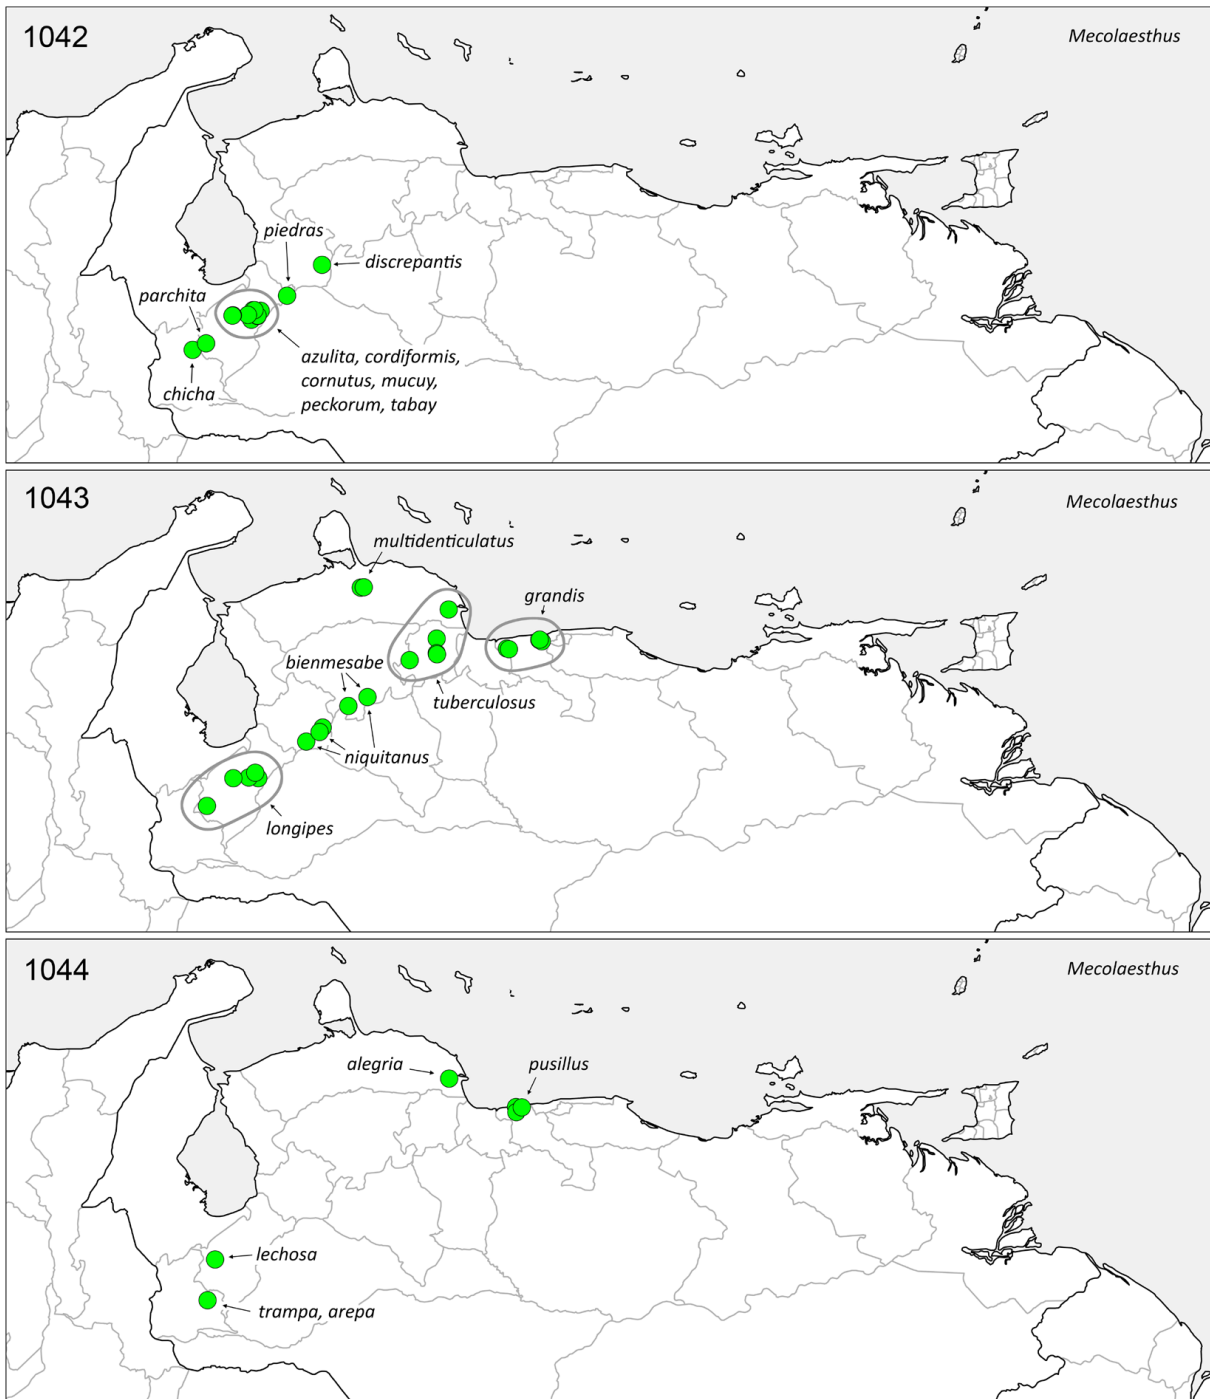 1042
Mecolaesthus
piedras
discrepantis
parchita
azulita, cordiformis,
cornutus, mucuy,
peckorum, tabay
chicha
1043
Mecolaesthus
multidenticulatus
grandis
bienmesabe
tuberculosus
niquitanus
longipes
1044
Mecolaesthus
alegria
pusillus
lechosa
trampa, arepa